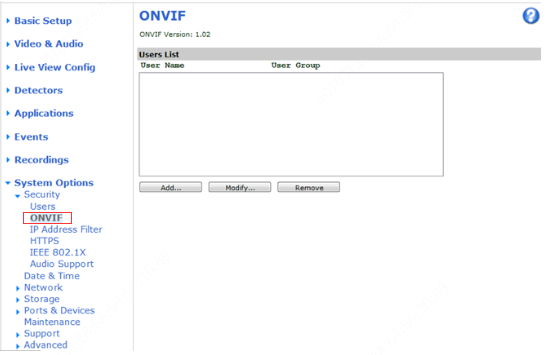 Basic Setup
Video & Audio
Live View Config
Detectors
Applications
Events
Recordings
System Options
Security
Users
ONVIF
IP Address Filter
HTTPS
IEEE 802.1X
Audio Support
Date & Time
Network
Storage
Ports & Devices
Maintenance
Support
Advanced
ONVIF
ONVIF Version: 1.02
Users List
User Name User Group
Add... Modify... Remove